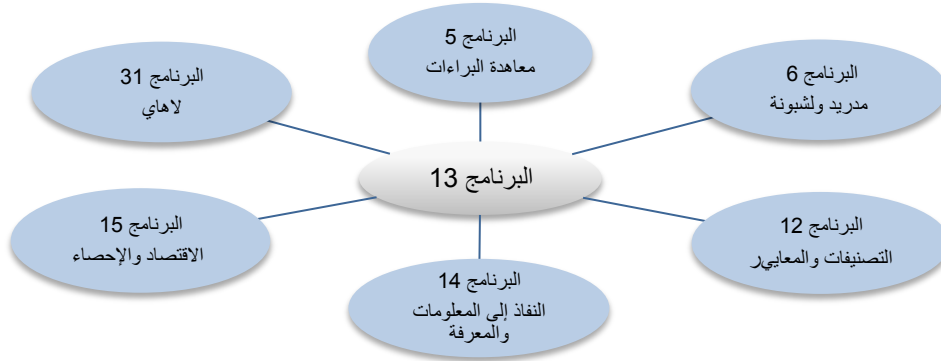 البرنامج 5
معاهدة البراءات
البرنامج 6
مدريد ولشبونة
البرنامج 31
لاهاي
البرنامج 13
البرنامج 12
التصنيفات والمعايير
البرنامج 15
الاقتصاد والإحصاء
البرنامج 14
النفاذ إلى المعلومات
والمعرفة